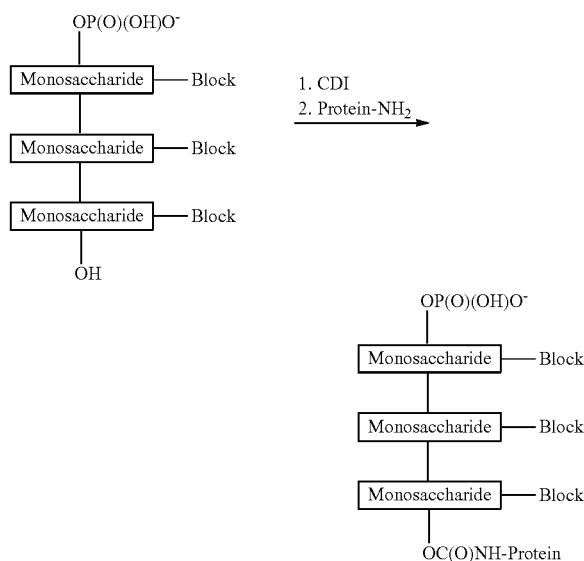 OP(O)(OH)O⁻
Monosaccharide Block
1. CDI
2. Protein-NH₂
Monosaccharide Block
Monosaccharide Block
OH
OP(O)(OH)O⁻
Monosaccharide Block
Monosaccharide Block
Monosaccharide Block
OC(O)NH-Protein